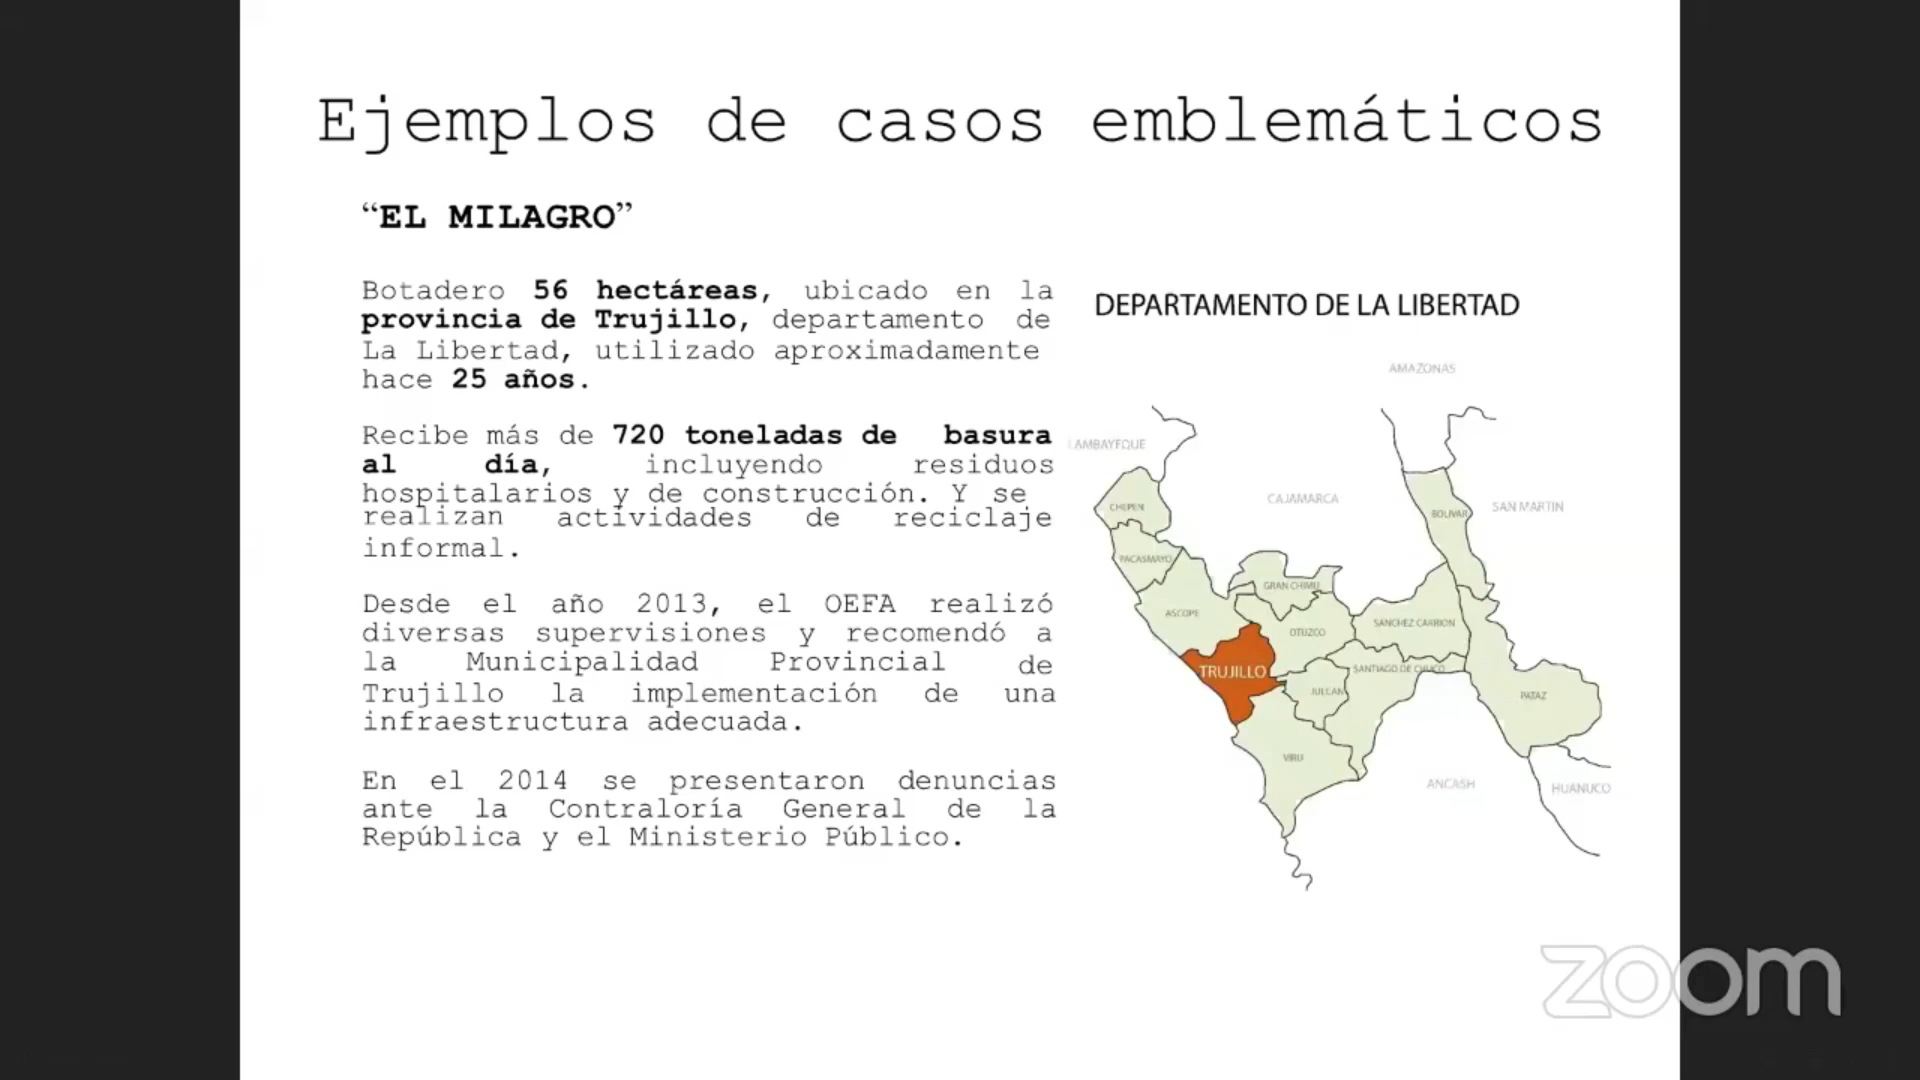 Ejemplos de casos emblemáticos
“EL MILAGRO”
Botadero 56 hectáreas, ubicado en la
provincia de Trujillo, departamento de
La Libertad, utilizado aproximadamente
hace 25 años.
Recibe más de 720 toneladas de basura
al día, incluyendo residuos
hospitalarios y de construcción. Y se
realizan actividades de reciclaje
informal.
Desde el año 2013, el OEFA realizó
diversas supervisiones y recomendó a
la Municipalidad Provincial de
Trujillo la implementación de una
infraestructura adecuada.
En el 2014 se presentaron denuncias
ante la Contraloría General de la
República y el Ministerio Público.
DEPARTAMENTO DE LA LIBERTAD
AMAZONAS
LAMBAYEQUE
CAJAMARCA
SAN MARTIN
CHEPEN
BOLIVAR
PACASMAYO
GRAN CHIMU
ASCOPE
OTUZCO
SANCHEZ CARRION
TRUJILLO
SANTIAGO DE CHUCO
JULCAN
PATAZ
VIRU
ANCASH
HUANUCO
zoom